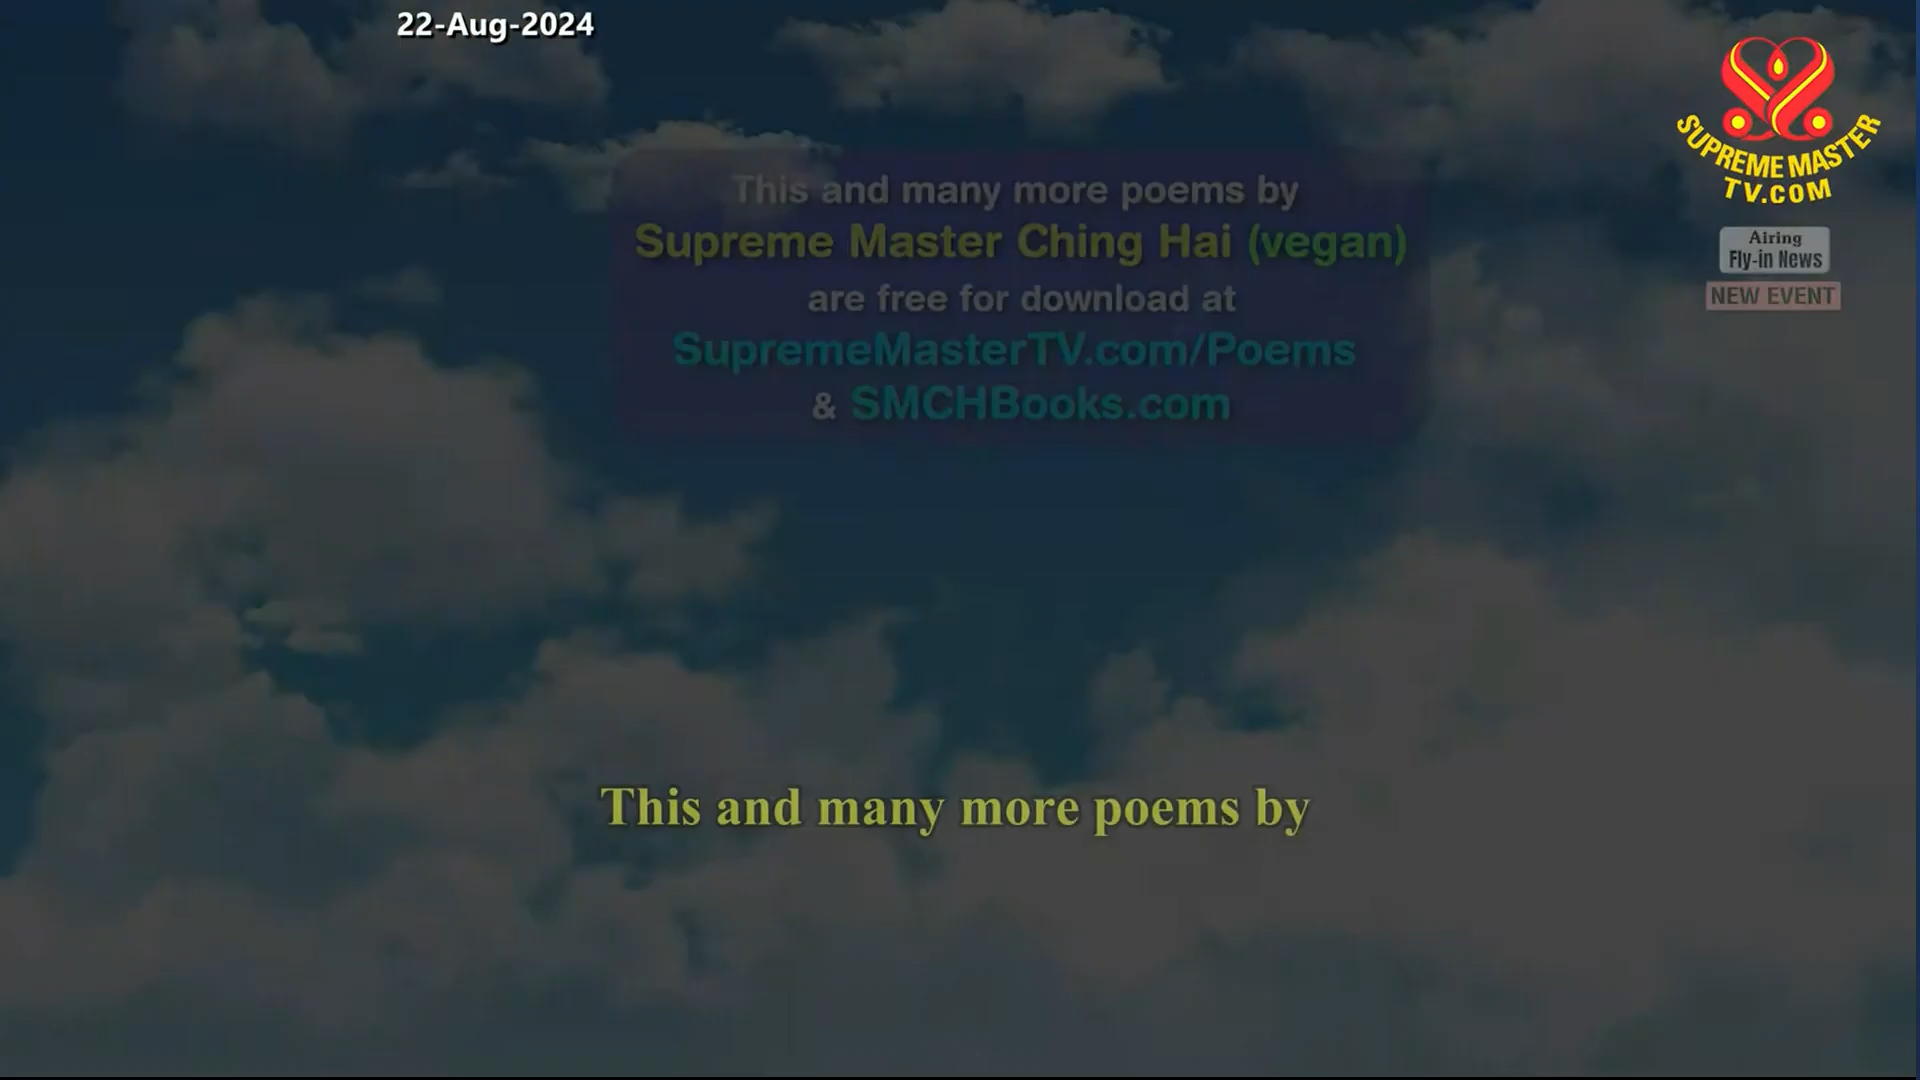 22-Aug-2024
SUPREME MASTER
TV.COM
Airing
Fly-in News
NEW EVENT
This and many more poems by
Supreme Master Ching Hai (vegan)
are free for download at
SupremeMasterTV.com/Poems
& SMCHBooks.com
This and many more poems by